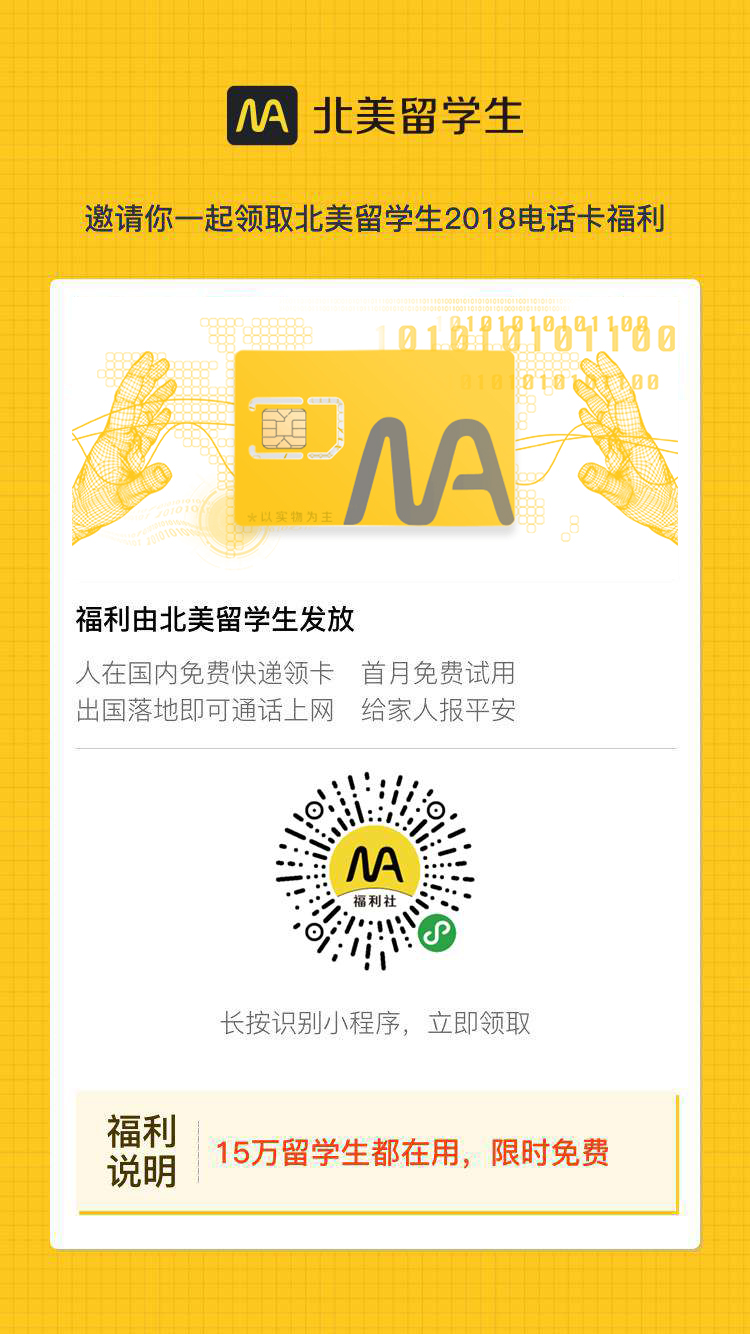 NA 北美留学生
邀请你一起领取北美留学生2018电话卡福利
1010101010101100
01010101101100
0101010101100
NA
*以实物为主
福利由北美留学生发放
人在国内免费快递领卡 首月免费试用
出国落地即可通话上网 给家人报平安
NA
福利社
长按识别小程序，立即领取
福利
说明
15万留学生都在用，限时免费